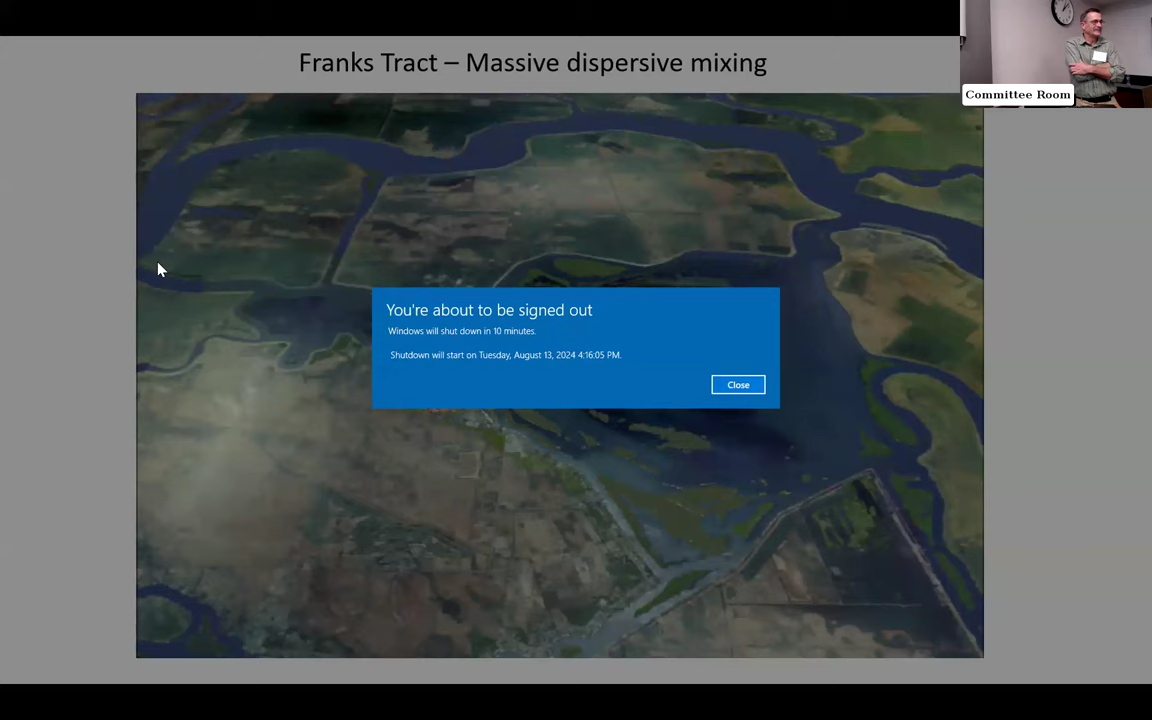 Franks Tract – Massive dispersive mixing
Committee Room
You're about to be signed out
Windows will shut down in 10 minutes.
Shutdown will start on Tuesday, August 13, 2024 4:16:05 PM.
Close